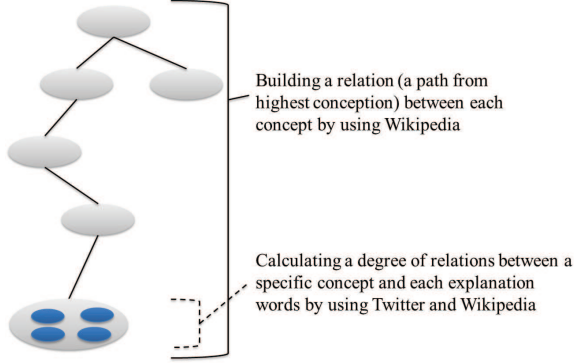 Building a relation (a path from
highest conception) between each
concept by using Wikipedia
Calculating a degree of relations between a
specific concept and each explanation
words by using Twitter and Wikipedia